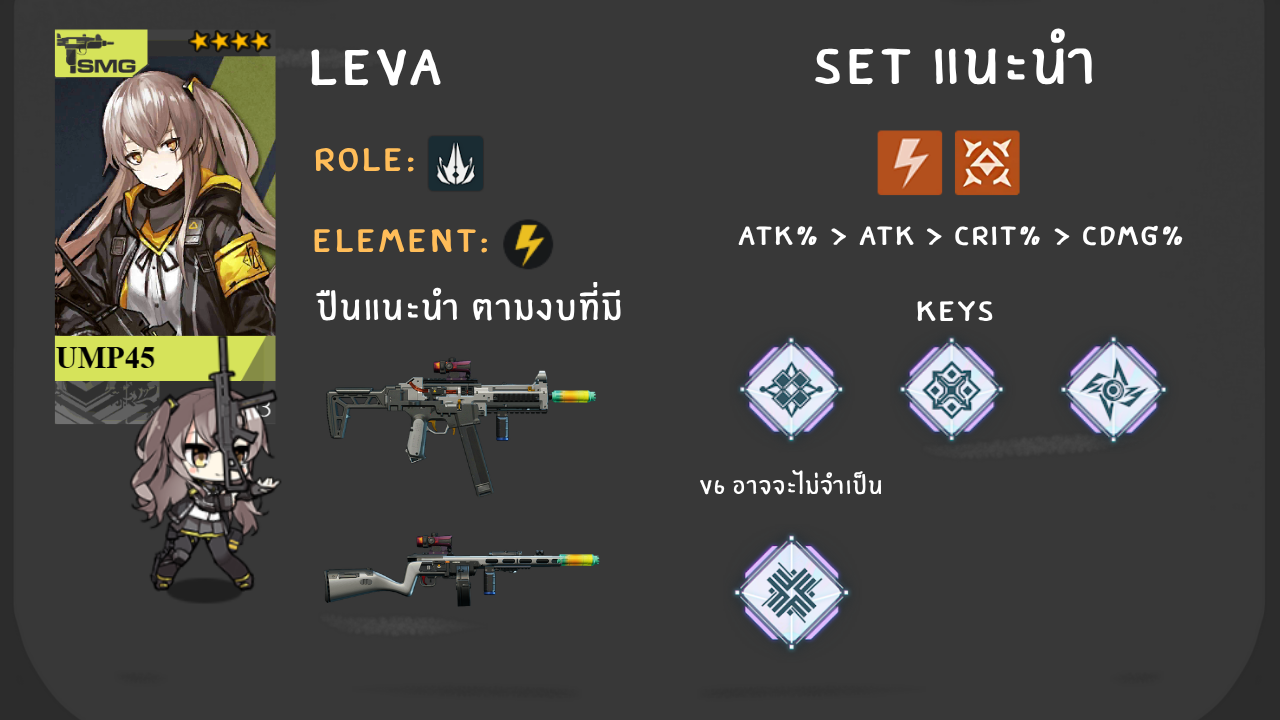 SMG
UMP45
3
LEVA
ROLE:
ELEMENT:
ปืนแนะนำ ตามงบที่มี
SET แนะนำ
ATK% > ATK > CRIT% > CDMG%
KEYS
V6 อาจจะไม่จำเป็น